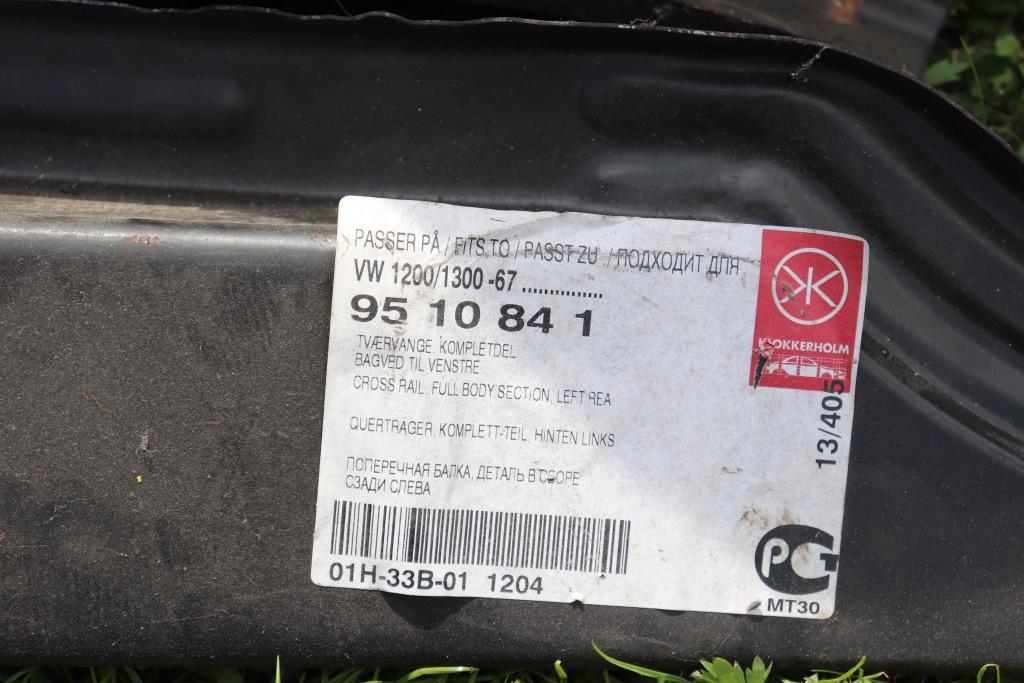 PASSER PÅ / FITS TO / PASST ZU / ПОДХОДИТ ДЛЯ
VW 1200/1300 -67 ...............
95 10 84 1
TVÆRVANGE, KOMPLETDEL
BAGVED TIL VENSTRE
CROSS RAIL, FULL BODY SECTION, LEFT REA
QUERTRAGER, KOMPLETT-TEIL, HINTEN LINKS
ПОПЕРЕЧНАЯ БАЛКА, ДЕТАЛЬ В СБОРЕ
СЗАДИ СЛЕВА
01H-33B-01 1204
KLOKKERHOLM
13/405
РСТ
MT30